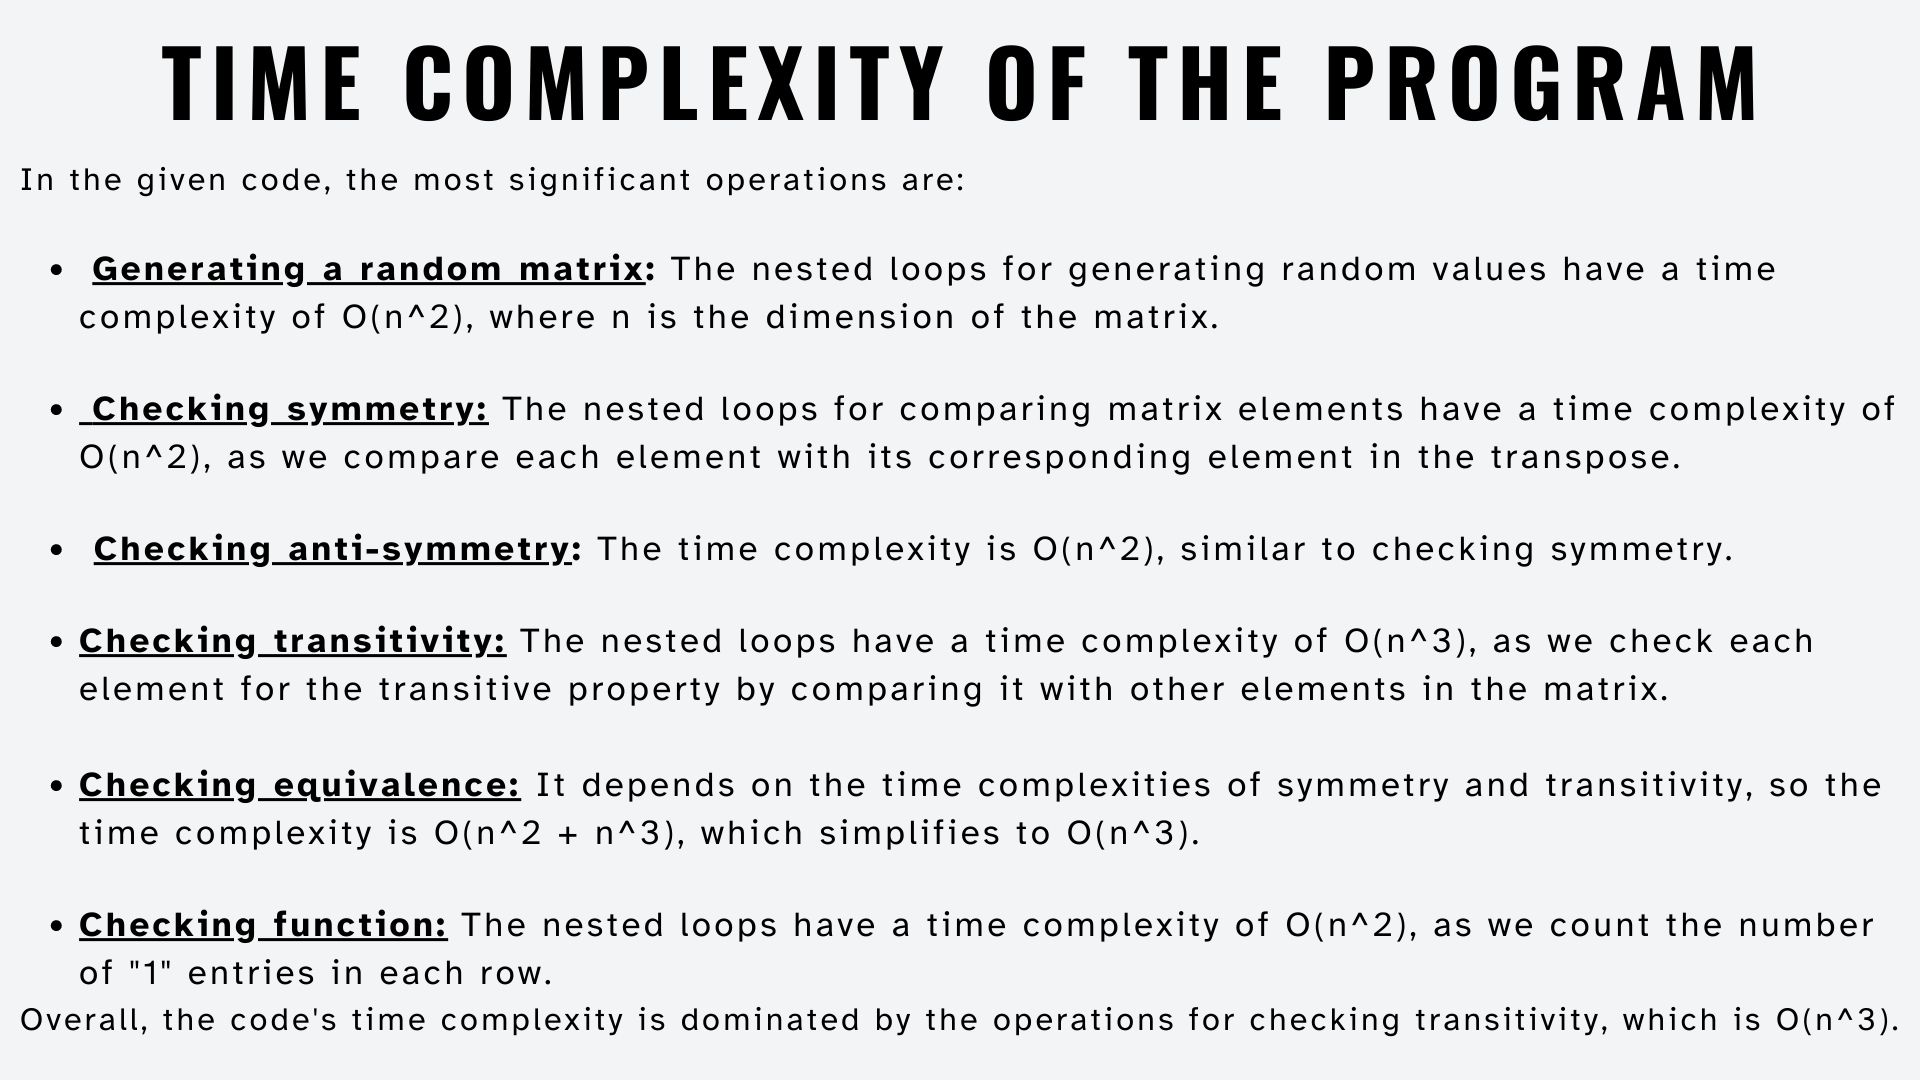 TIME COMPLEXITY OF THE PROGRAM
In the given code, the most significant operations are:
• Generating a random matrix: The nested loops for generating random values have a time
complexity of O(n^2), where n is the dimension of the matrix.
• Checking symmetry: The nested loops for comparing matrix elements have a time complexity of
O(n^2), as we compare each element with its corresponding element in the transpose.
• Checking anti-symmetry: The time complexity is O(n^2), similar to checking symmetry.
• Checking transitivity: The nested loops have a time complexity of O(n^3), as we check each
element for the transitive property by comparing it with other elements in the matrix.
• Checking equivalence: It depends on the time complexities of symmetry and transitivity, so the
time complexity is O(n^2 + n^3), which simplifies to O(n^3).
• Checking function: The nested loops have a time complexity of O(n^2), as we count the number
of "1" entries in each row.
Overall, the code's time complexity is dominated by the operations for checking transitivity, which is O(n^3).